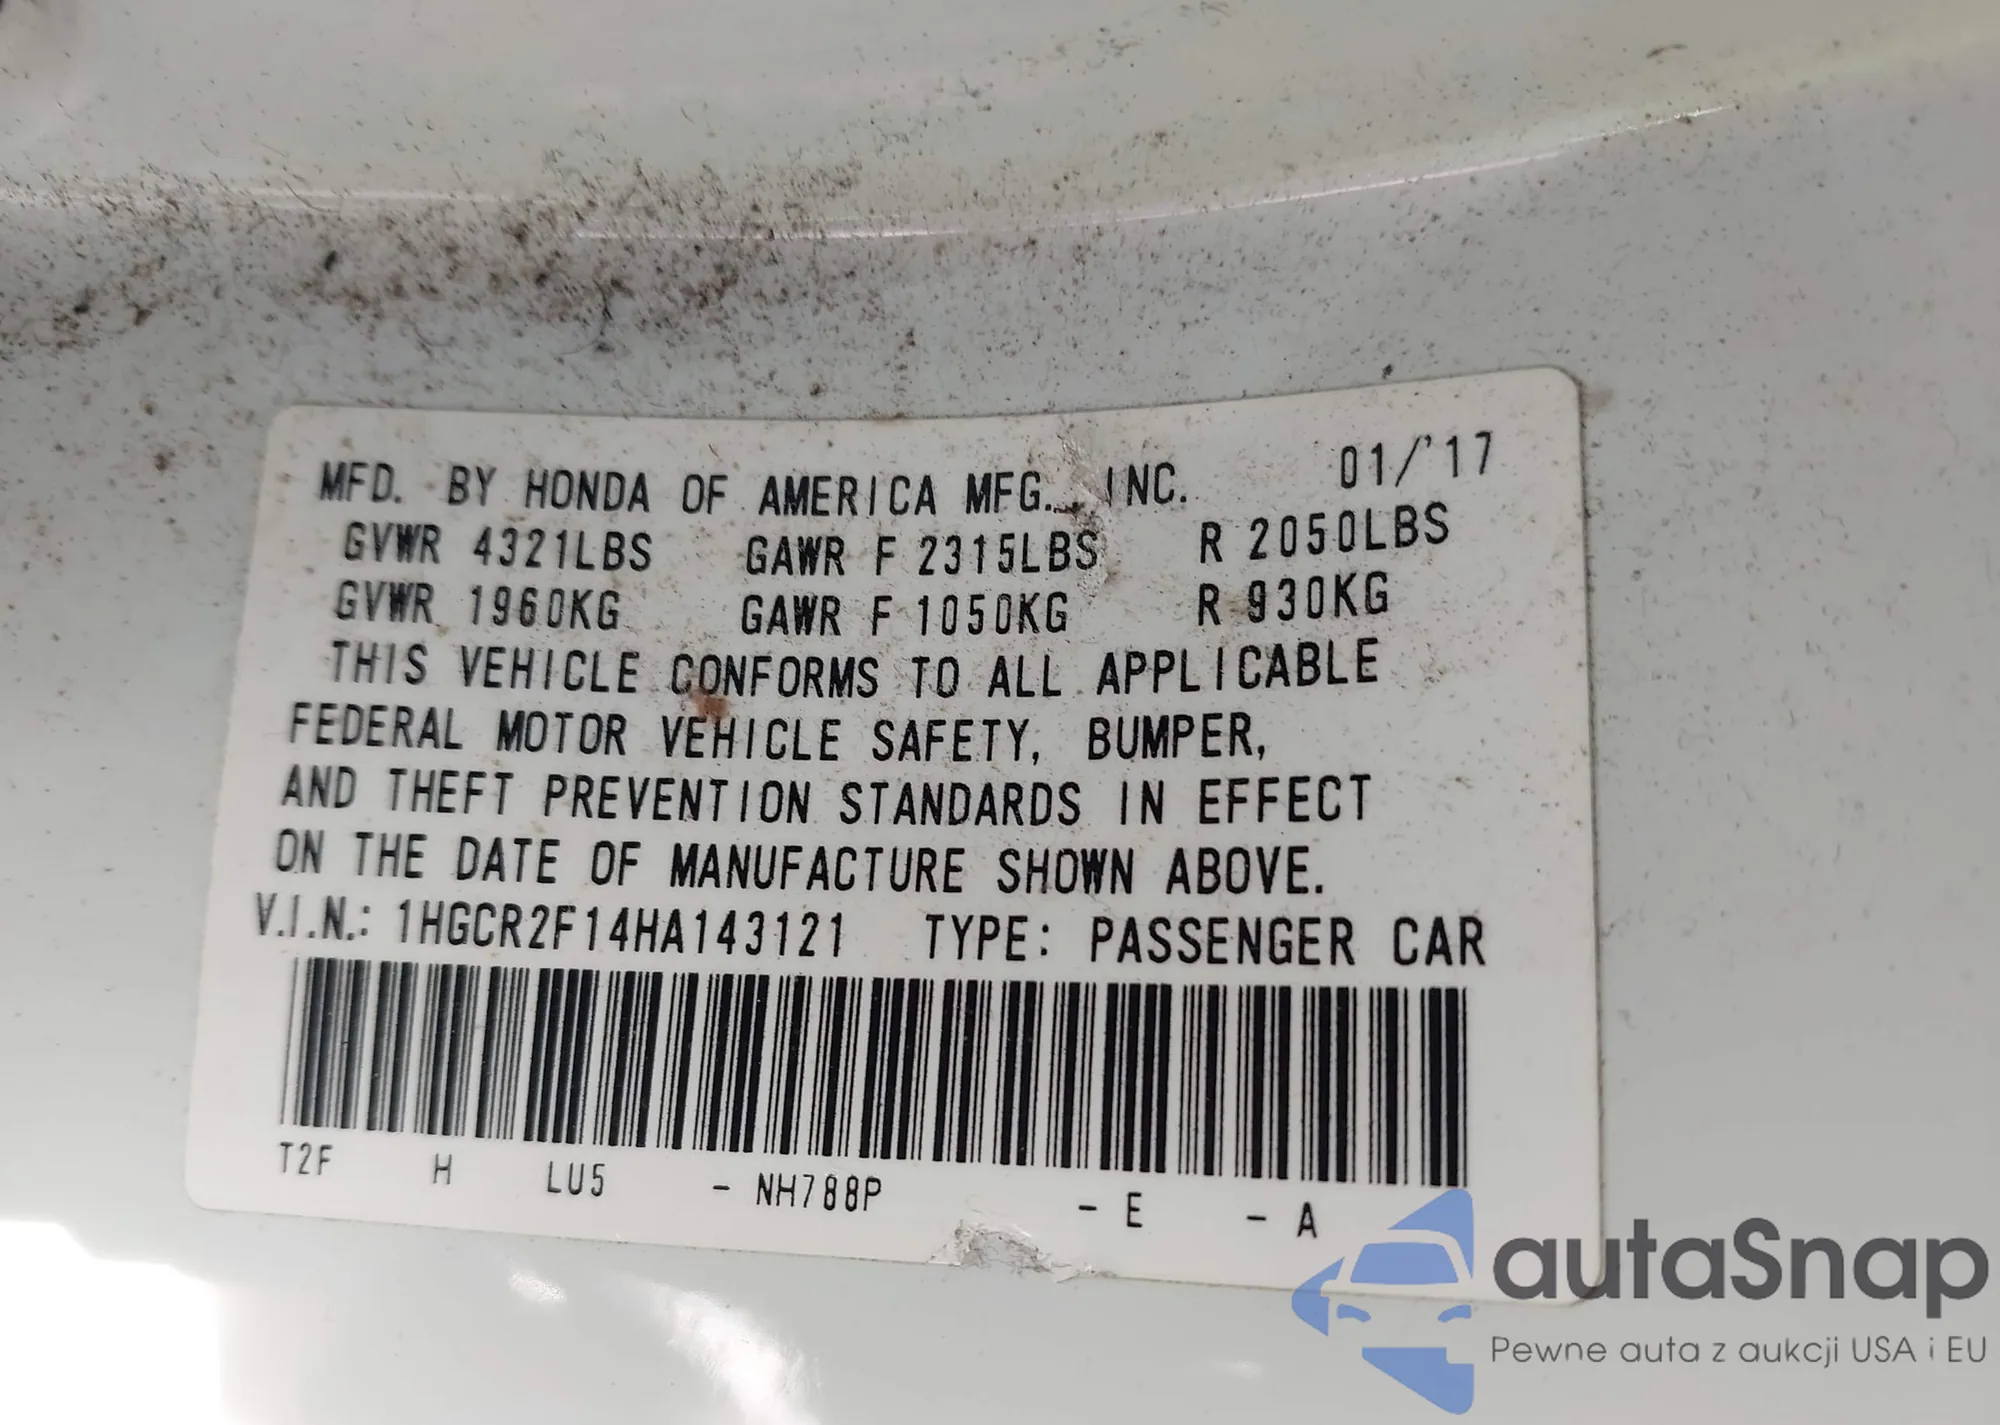 MFD. BY HONDA OF AMERICA MFG., INC. 01/'17
GVWR 4321LBS GAWR F 2315LBS R 2050LBS
GVWR 1960KG GAWR F 1050KG R 930KG
THIS VEHICLE CONFORMS TO ALL APPLICABLE
FEDERAL MOTOR VEHICLE SAFETY, BUMPER,
AND THEFT PREVENTION STANDARDS IN EFFECT
ON THE DATE OF MANUFACTURE SHOWN ABOVE.
V.I.N.: 1HGCR2F14HA143121 TYPE: PASSENGER CAR
T2F H LU5 - NH788P - E - A
autaSnap
Pewne auta z aukcji USA i EU